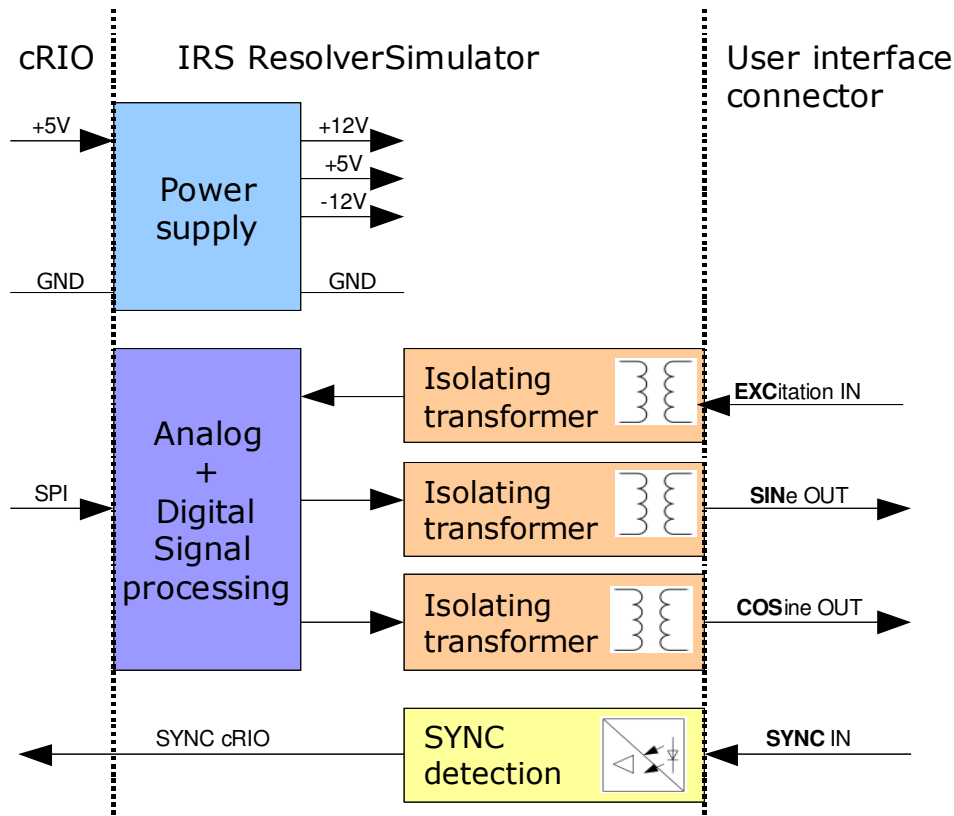 cRIO
IRS ResolverSimulator
User interface
connector
+5V
+12V
+5V
-12V
Power
supply
GND
GND
Isolating
transformer
EXCitation IN
Analog
+
Digital
Signal
processing
SPI
Isolating
transformer
SINe OUT
Isolating
transformer
COSine OUT
SYNC cRIO
SYNC
detection
SYNC IN